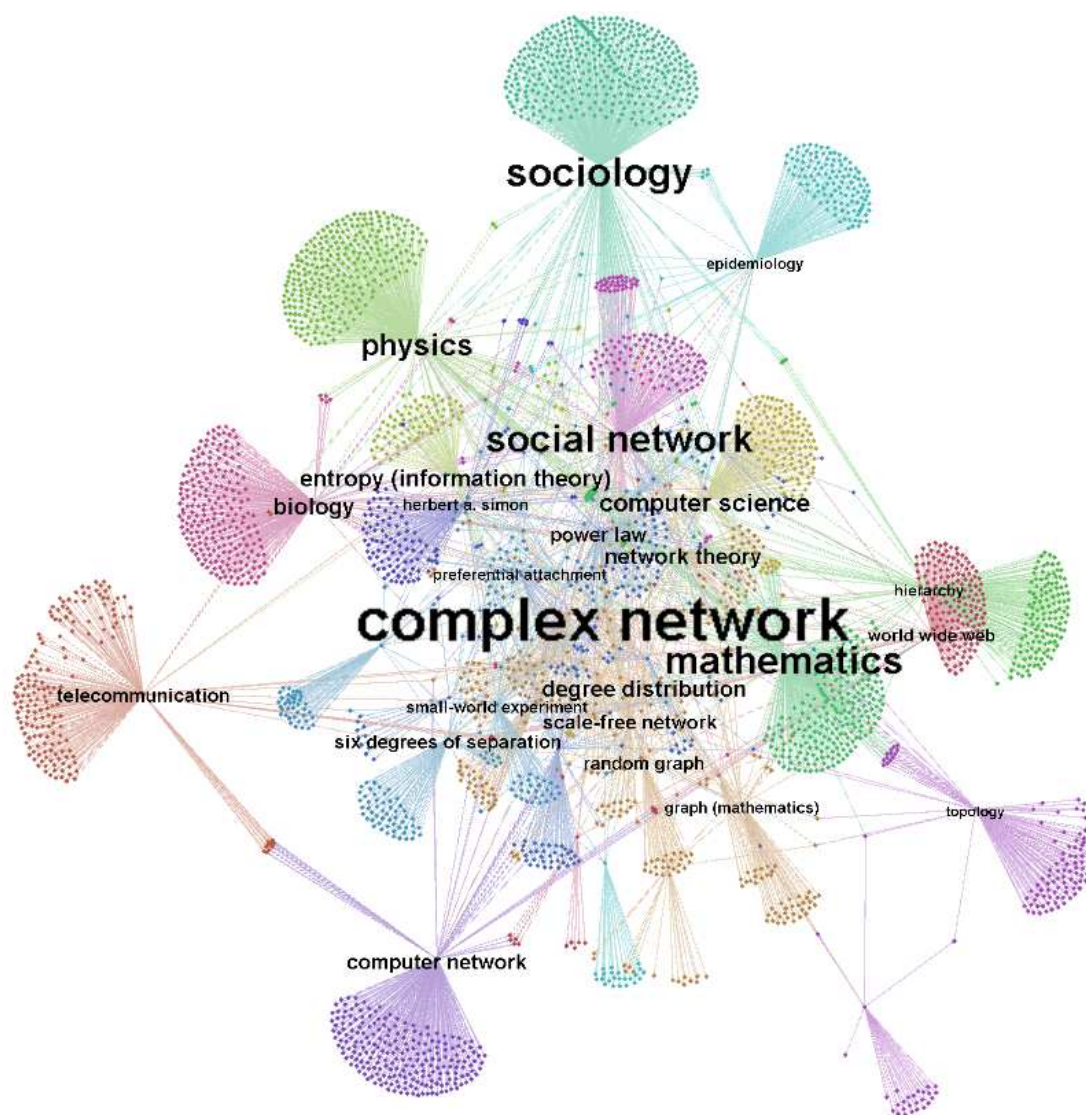 sociology
epidemiology
physics
social network
entropy (information theory)
biology
herbert a. simon
computer science
power law
network theory
preferential attachment
hierarchy
complex network
world wide web
mathematics
telecommunication
degree distribution
small-world experiment
scale-free network
six degrees of separation
random graph
graph (mathematics)
topology
computer network